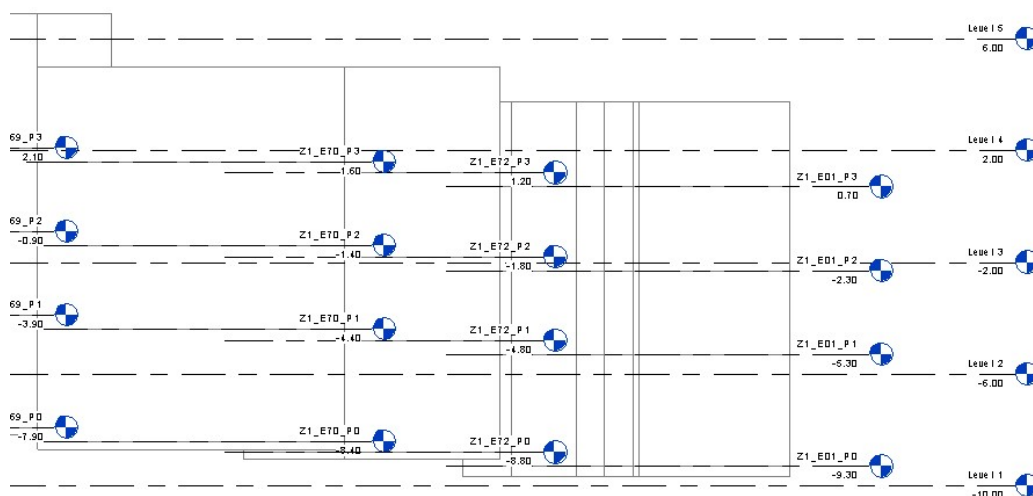 Level 5
6.00
69_P3
2.10
Z1_E70_P3
1.60
Z1_E72_P3
1.20
Z1_E01_P3
0.70
Level 4
2.00
69_P2
-0.90
Z1_E70_P2
-1.40
Z1_E72_P2
-1.80
Z1_E01_P2
-2.30
Level 3
-2.00
69_P1
-3.90
Z1_E70_P1
-4.40
Z1_E72_P1
-4.80
Z1_E01_P1
-5.30
Level 2
-6.00
69_P0
-7.90
Z1_E70_P0
-8.40
Z1_E72_P0
-8.80
Z1_E01_P0
-9.30
Level 1
-10.00